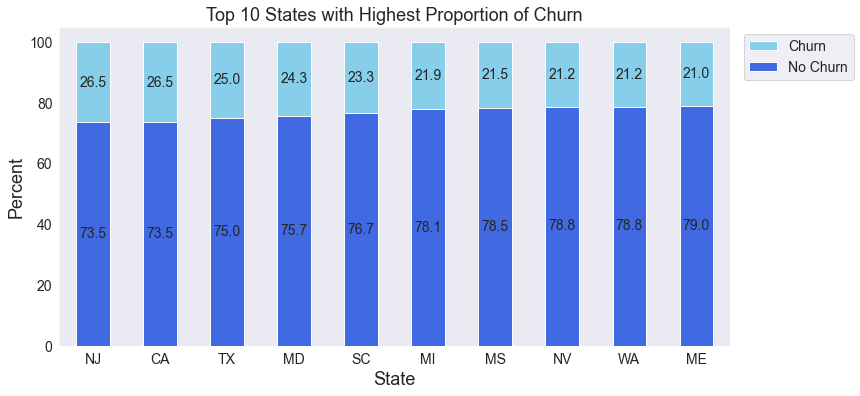 Top 10 States with Highest Proportion of Churn
Churn
No Churn
Percent
100
80
60
40
20
0
26.5 26.5 25.0 24.3 23.3 21.9 21.5 21.2 21.2 21.0
73.5 73.5 75.0 75.7 76.7 78.1 78.5 78.8 78.8 79.0
NJ CA TX MD SC MI MS NV WA ME
State